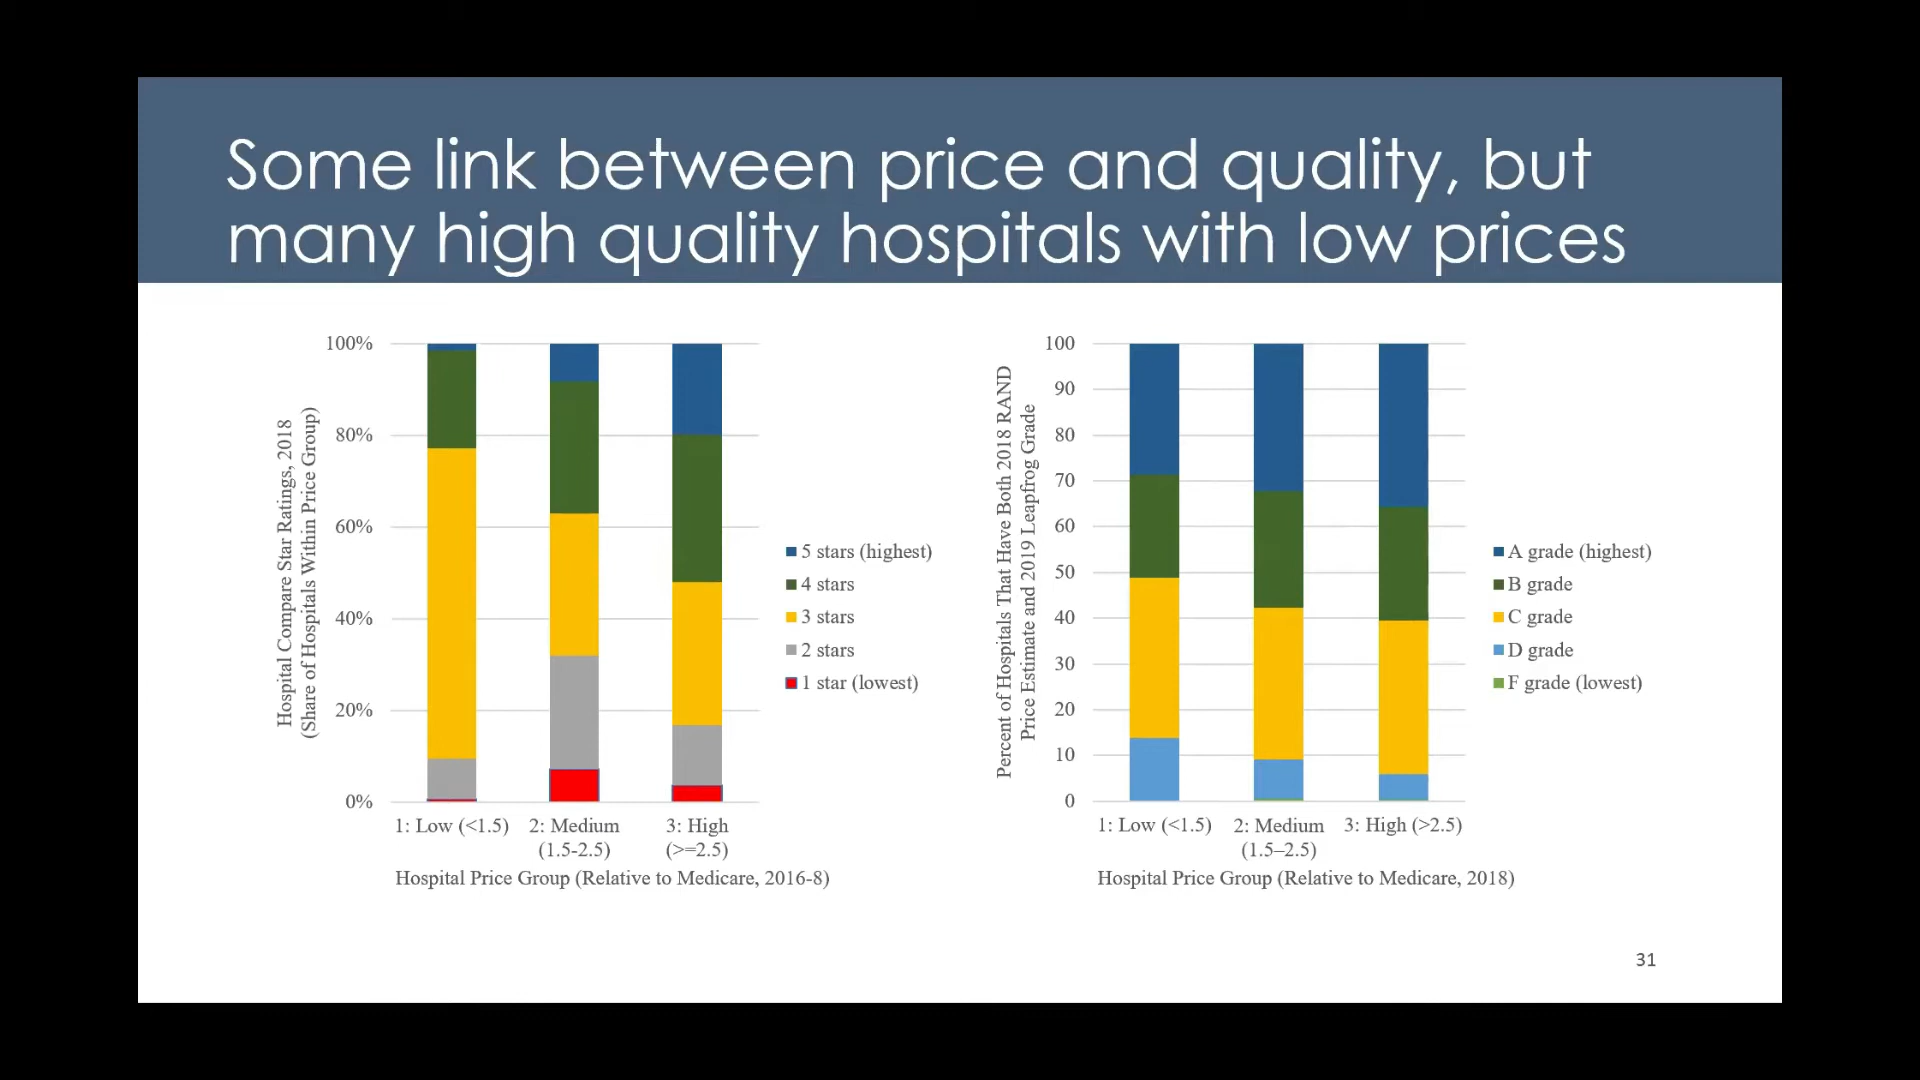 Some link between price and quality, but
many high quality hospitals with low prices
Hospital Compare Star Ratings, 2018
(Share of Hospitals Within Price Group)
100%
80%
60%
40%
20%
0%
1: Low (<1.5)
2: Medium
(1.5-2.5)
3: High
(>=2.5)
Hospital Price Group (Relative to Medicare, 2016-8)
5 stars (highest)
4 stars
3 stars
2 stars
1 star (lowest)
Percent of Hospitals That Have Both 2018 RAND
Price Estimate and 2019 Leapfrog Grade
100
90
80
70
60
50
40
30
20
10
0
1: Low (<1.5)
2: Medium
(1.5–2.5)
3: High (>2.5)
Hospital Price Group (Relative to Medicare, 2018)
A grade (highest)
B grade
C grade
D grade
F grade (lowest)
31